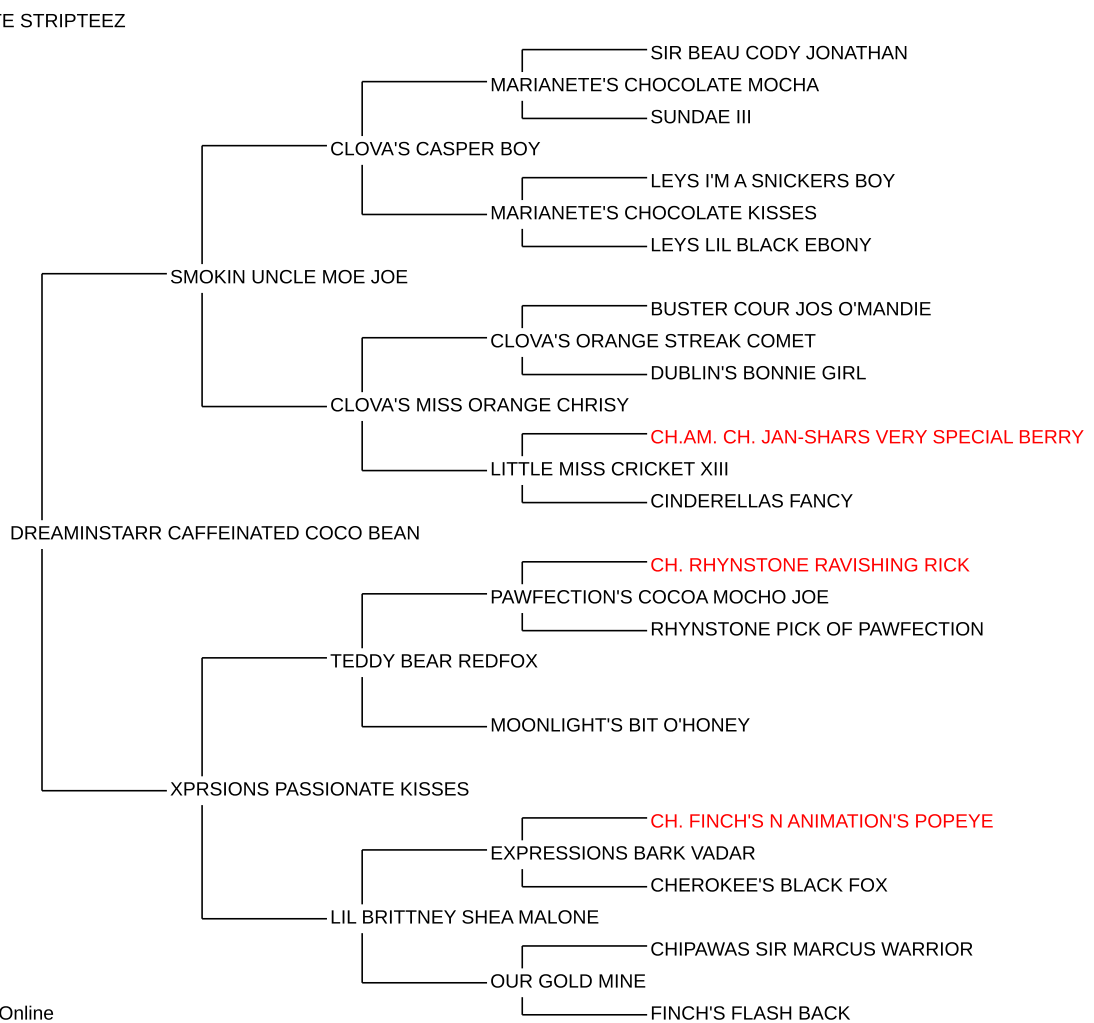 STRIPTEEZ
SIR BEAU CODY JONATHAN
MARIANETE'S CHOCOLATE MOCHA
SUNDAE III
CLOVA'S CASPER BOY
LEYS I'M A SNICKERS BOY
MARIANETE'S CHOCOLATE KISSES
LEYS LIL BLACK EBONY
SMOKIN UNCLE MOE JOE
BUSTER COUR JOS O'MANDIE
CLOVA'S ORANGE STREAK COMET
DUBLIN'S BONNIE GIRL
CLOVA'S MISS ORANGE CHRISY
CH.AM. CH. JAN-SHARS VERY SPECIAL BERRY
LITTLE MISS CRICKET XIII
CINDERELLAS FANCY
DREAMINSTARR CAFFEINATED COCO BEAN
CH. RHYNSTONE RAVISHING RICK
PAWFECTION'S COCOA MOCHO JOE
RHYNSTONE PICK OF PAWFECTION
TEDDY BEAR REDFOX
MOONLIGHT'S BIT O'HONEY
XPRSIONS PASSIONATE KISSES
CH. FINCH'S N ANIMATION'S POPEYE
EXPRESSIONS BARK VADAR
CHEROKEE'S BLACK FOX
LIL BRITTNEY SHEA MALONE
CHIPAWAS SIR MARCUS WARRIOR
OUR GOLD MINE
FINCH'S FLASH BACK
Online